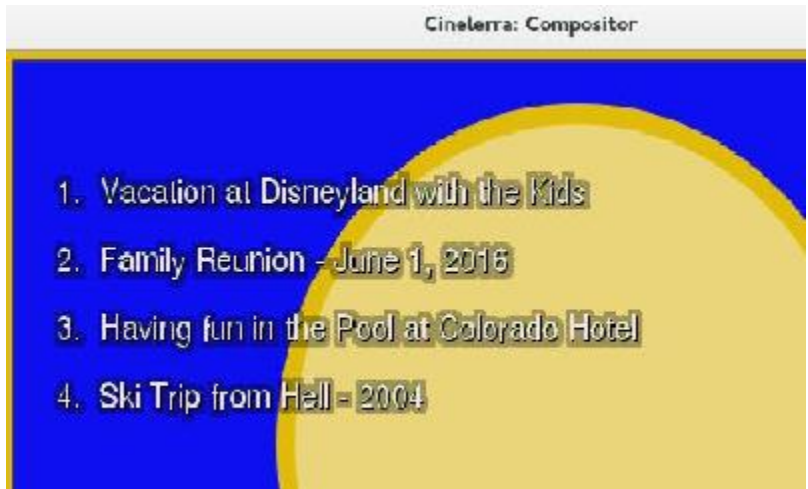 Cinelerra: Compositor
1. Vacation at Disneyland with the Kids
2. Family Reunion - June 1, 2016
3. Having fun in the Pool at Colorado Hotel
4. Ski Trip from Hell - 2004